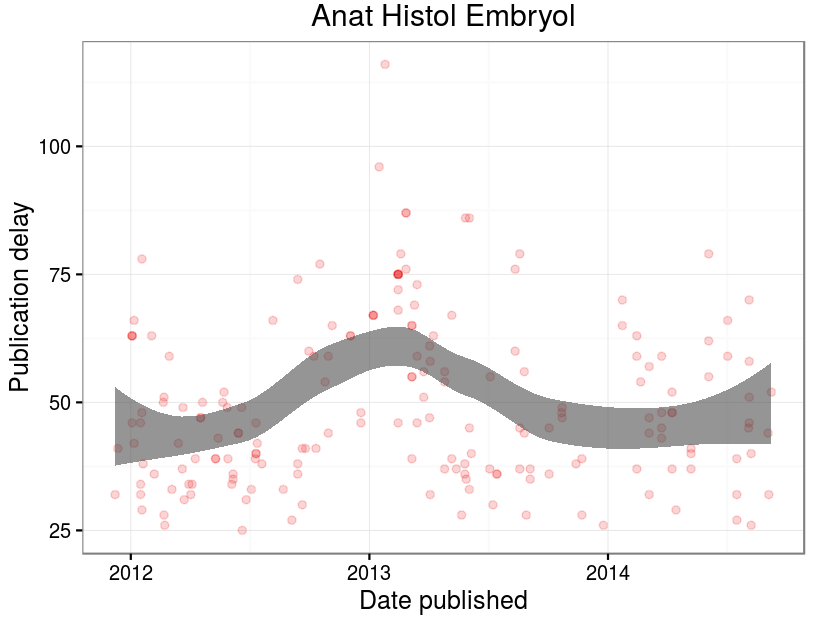 Anat Histol Embryol
Publication delay
100
75
50
25
2012
2013
2014
Date published